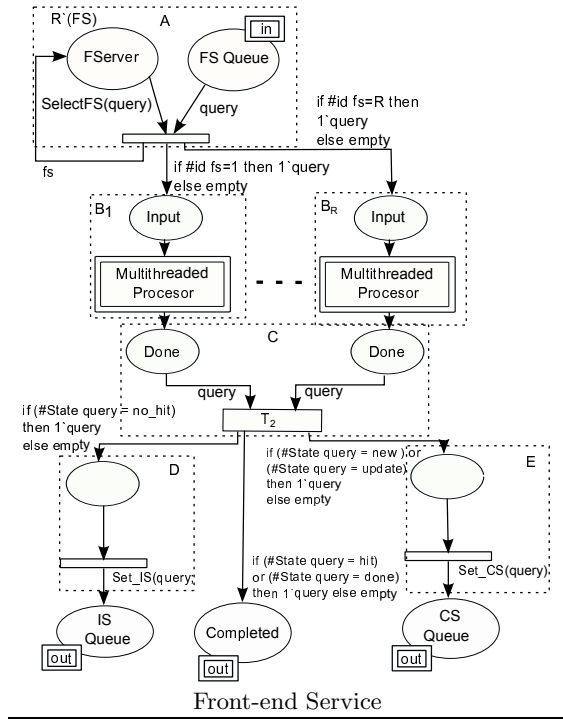 R`(FS)
A
in
FServer
FS Queue
SelectFS(query)
query
if #id fs=R then
1`query
else empty
fs
if #id fs=1 then 1`query
else empty
B1
Input
BR
Input
Multithreaded
Procesor
- - -
Multithreaded
Procesor
C
Done
Done
query
query
T2
if (#State query = no_hit)
then 1`query
else empty
D
if (#State query = new ) or
(#State query = update)
then 1`query
else empty
E
Set_IS(query)
if (#State query = hit)
or (#State query = done)
then 1`query else empty
Set_CS(query)
IS
Queue
out
Completed
out
CS
Queue
out
Front-end Service